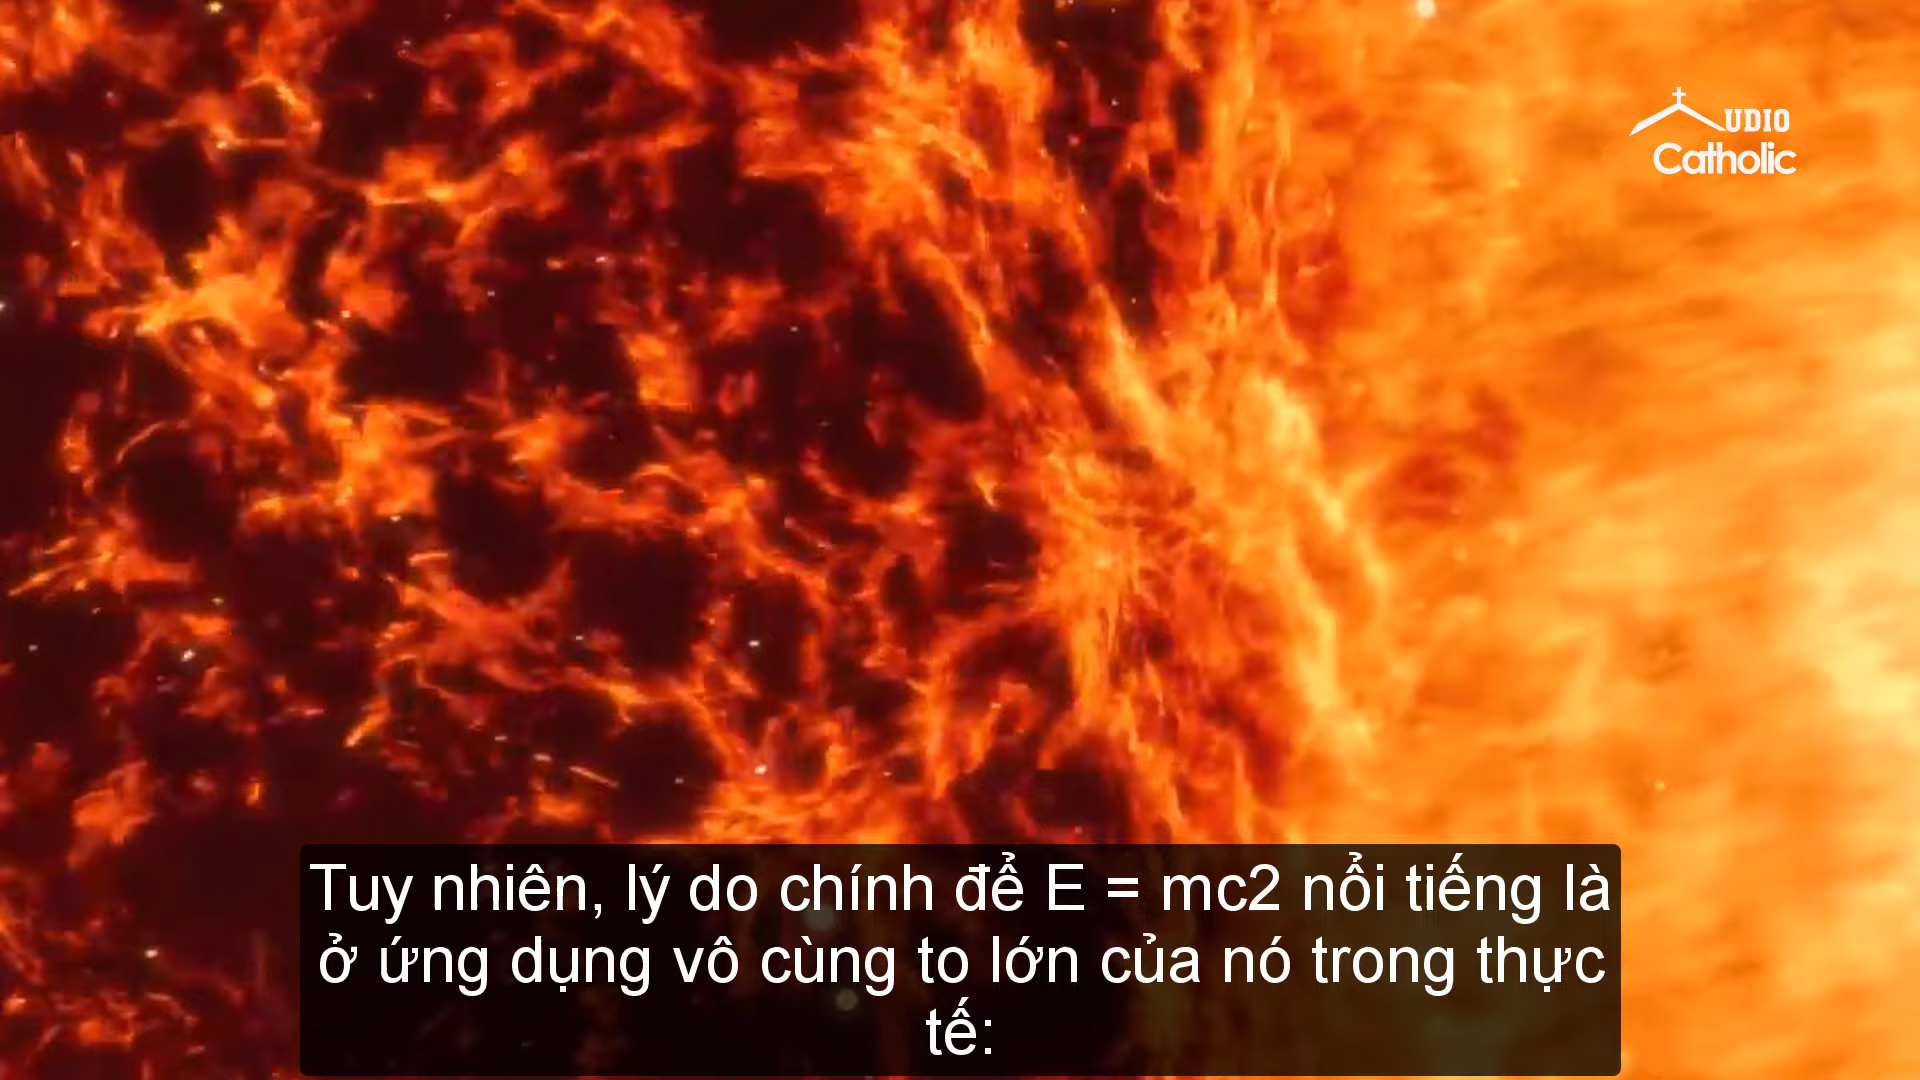 UDIO
Catholic
Tuy nhiên, lý do chính để E = mc2 nổi tiếng là
ở ứng dụng vô cùng to lớn của nó trong thực
tế: